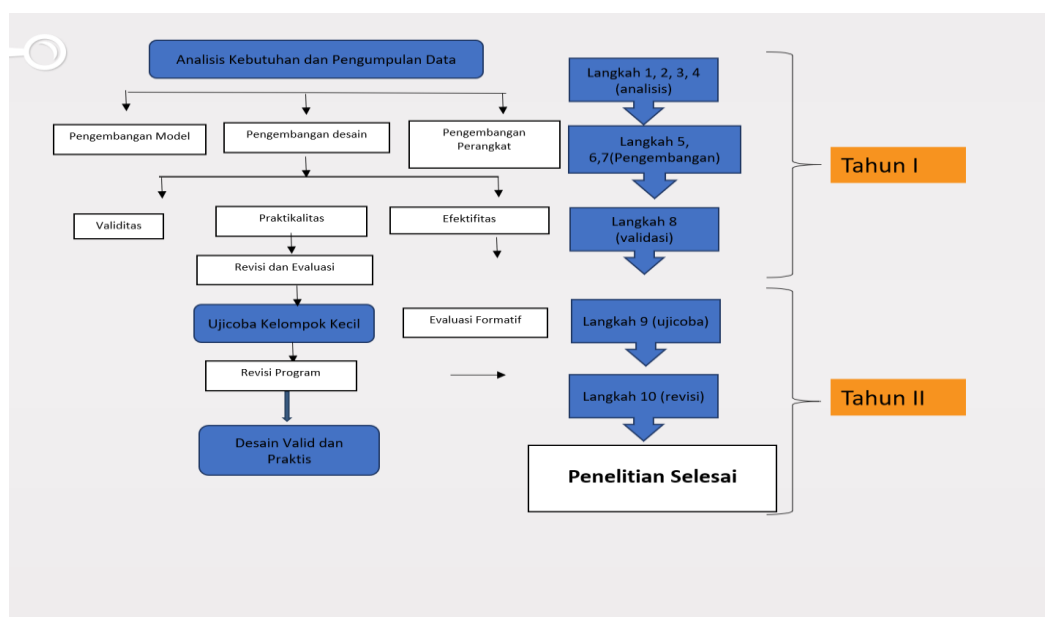 Analisis Kebutuhan dan Pengumpulan Data
Pengembangan Model
Pengembangan desain
Pengembangan
Perangkat
Validitas
Praktikalitas
Efektifitas
Revisi dan Evaluasi
Ujicoba Kelompok Kecil
Evaluasi Formatif
Revisi Program
Desain Valid dan
Praktis
Langkah 1, 2, 3, 4
(analisis)
Langkah 5,
6,7(Pengembangan)
Langkah 8
(validasi)
Langkah 9 (ujicoba)
Langkah 10 (revisi)
Penelitian Selesai
Tahun I
Tahun II